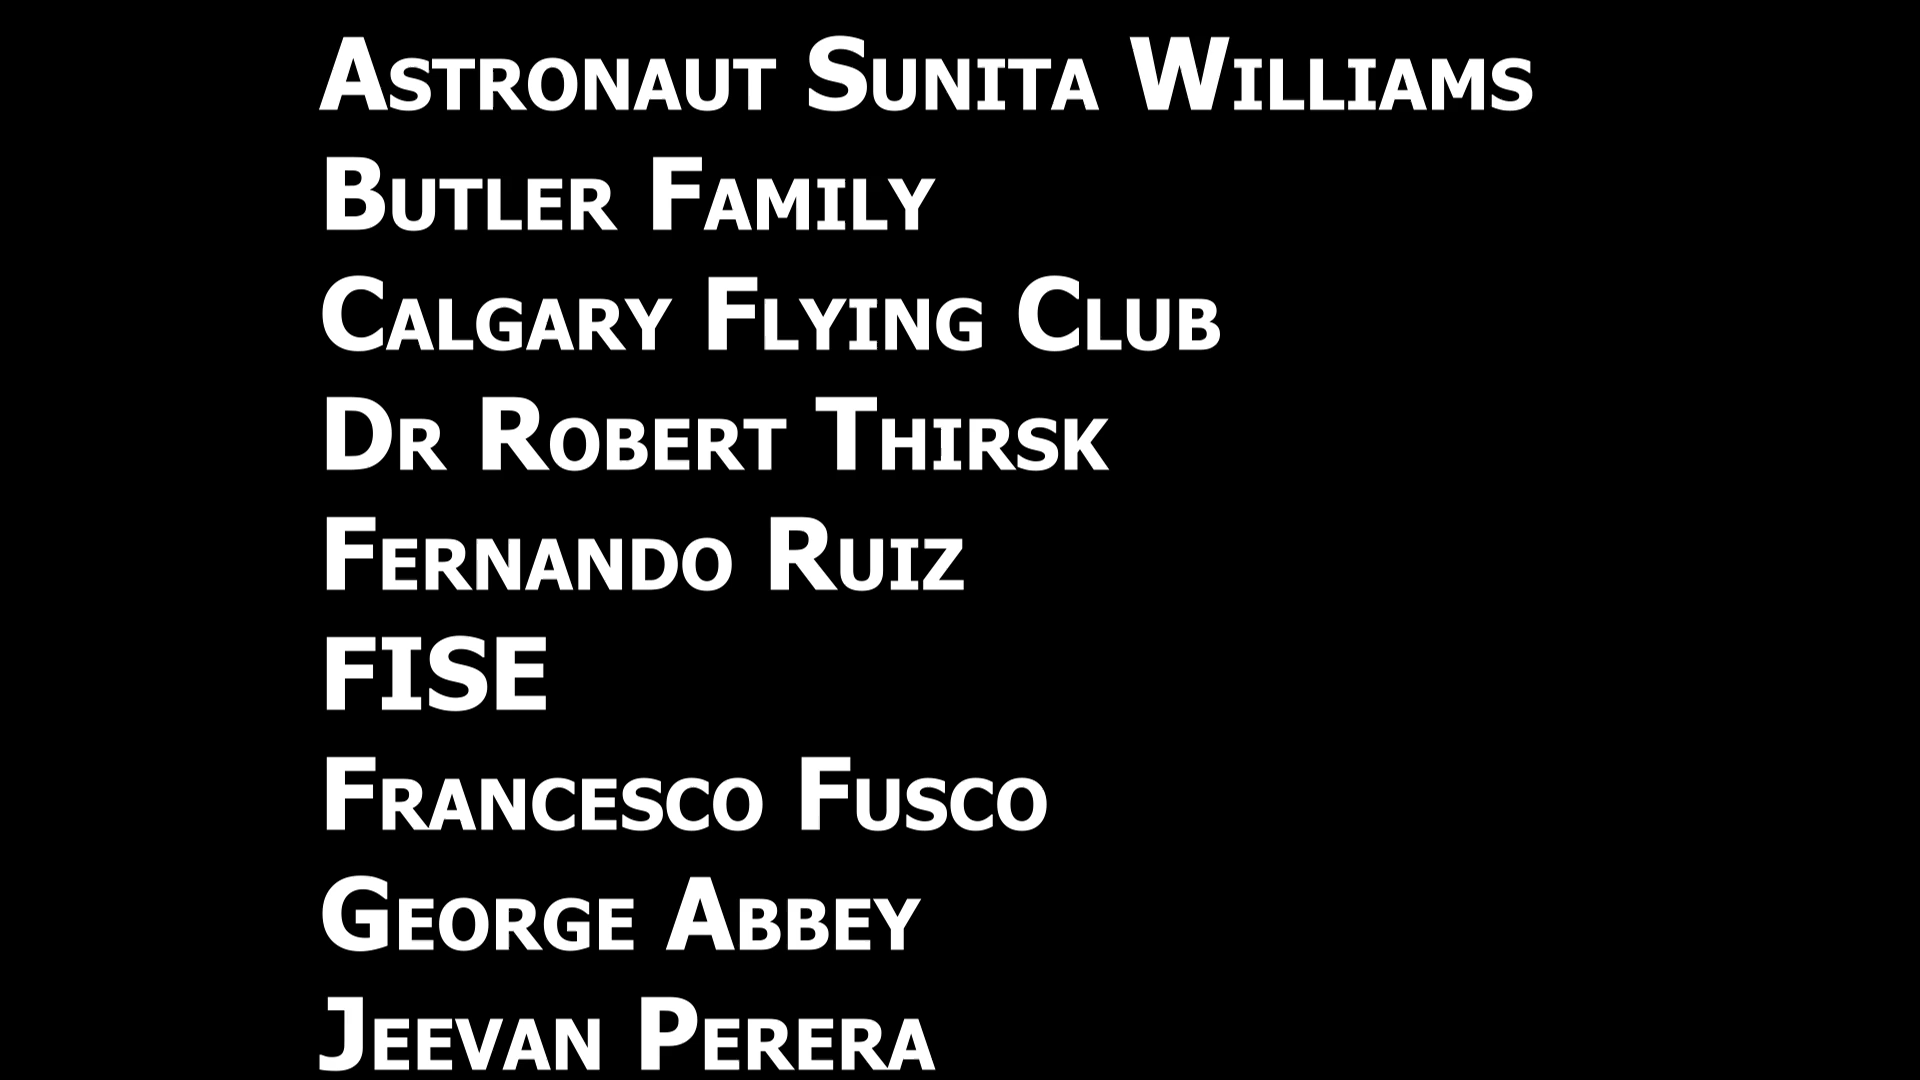 Astronaut Sunita Williams
Butler Family
Calgary Flying Club
Dr Robert Thirsk
Fernando Ruiz
FISE
Francesco Fusco
George Abbey
Jeevan Perera